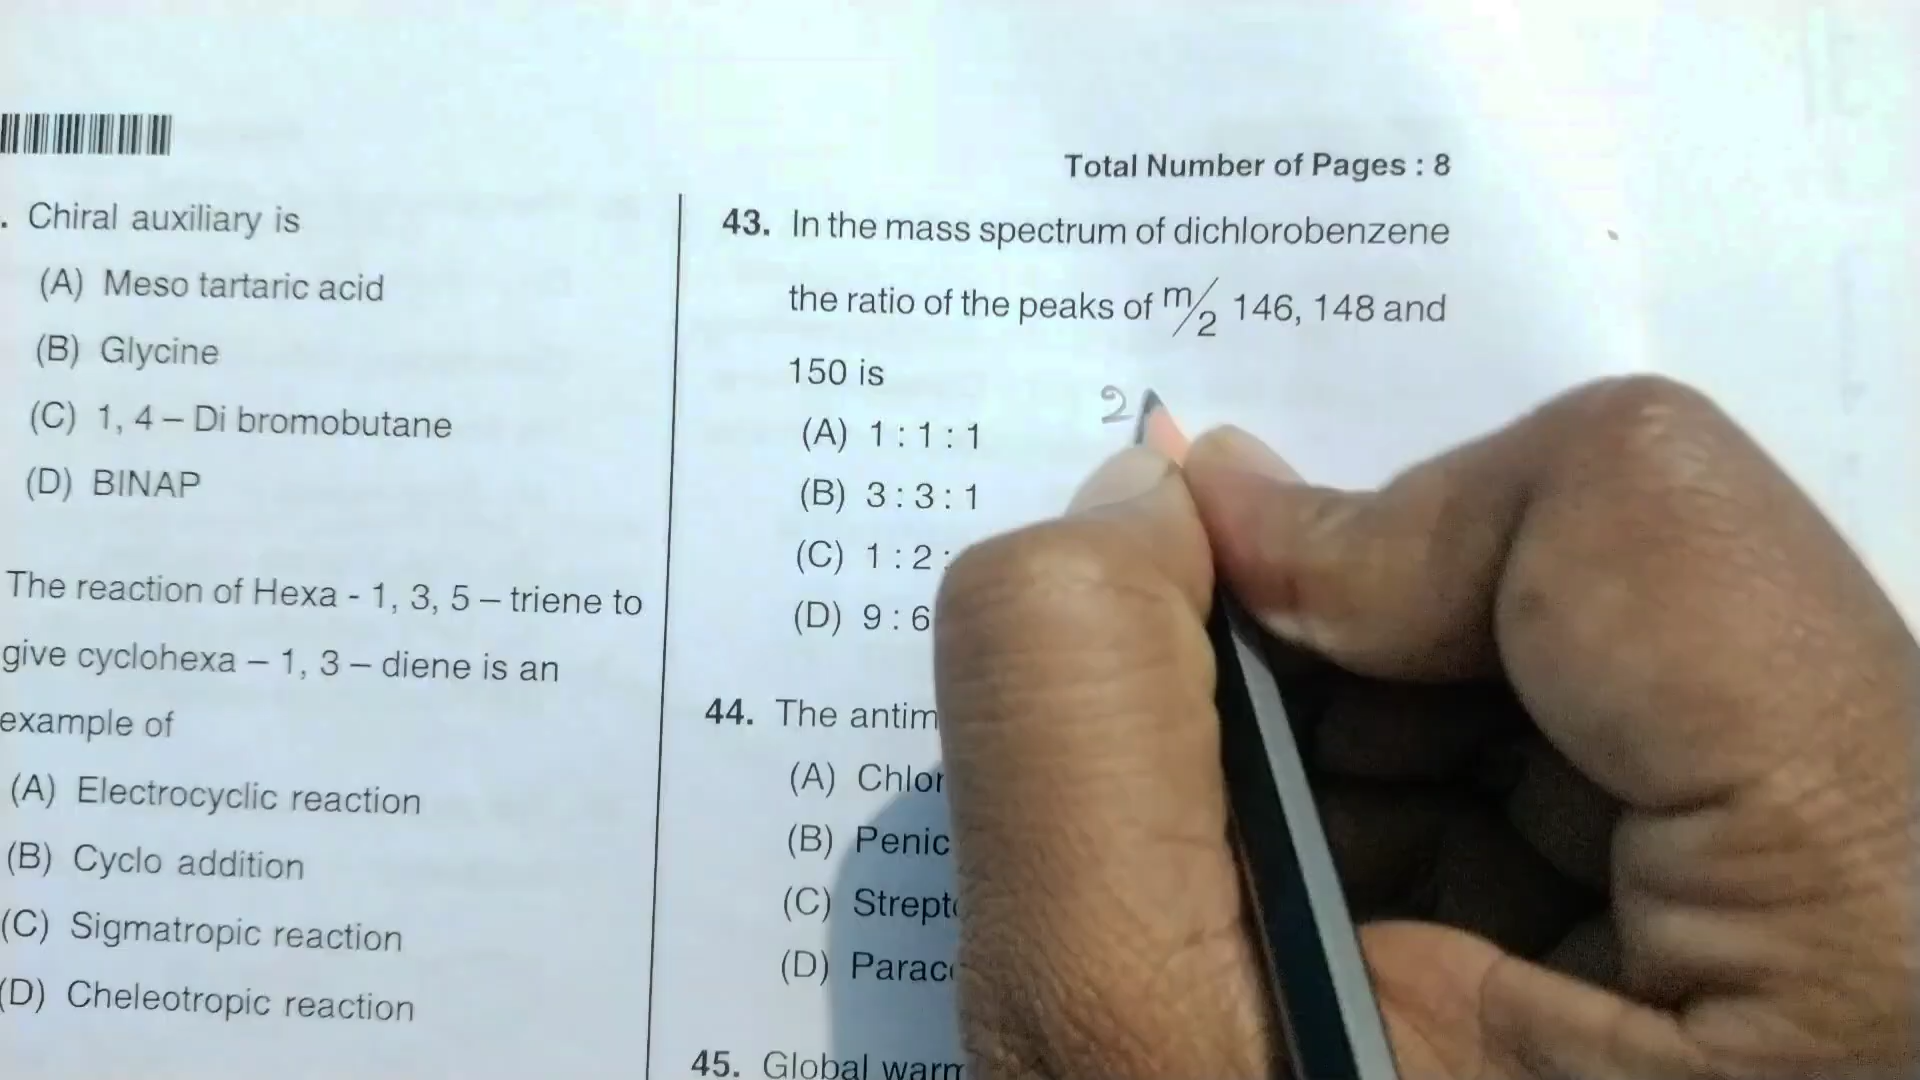 Total Number of Pages : 8
. Chiral auxiliary is
(A) Meso tartaric acid
(B) Glycine
(C) 1, 4 – Di bromobutane
(D) BINAP
The reaction of Hexa - 1, 3, 5 – triene to
give cyclohexa – 1, 3 – diene is an
example of
(A) Electrocyclic reaction
(B) Cyclo addition
(C) Sigmatropic reaction
(D) Cheleotropic reaction
43. In the mass spectrum of dichlorobenzene
the ratio of the peaks of m/2 146, 148 and
150 is
2
(A) 1 : 1 : 1
(B) 3 : 3 : 1
(C) 1 : 2 :
(D) 9 : 6
44. The antim
(A) Chlor
(B) Penic
(C) Strept
(D) Parac
45. Global warm